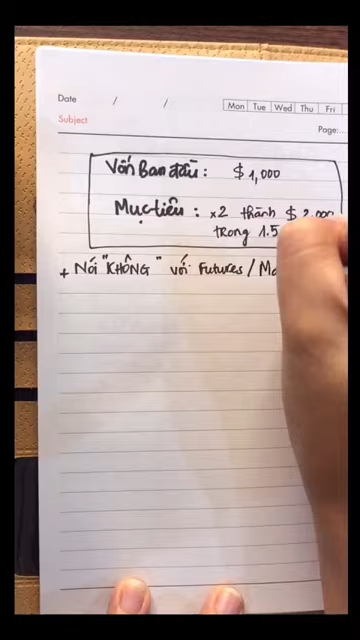 Date / /
Mon Tue Wed Thu Fri
Subject
Page:
Vốn Ban đầu : $ 1,000
Mục tiêu : x2 thành $ 2,000
trong 1.5
+ Nói "KHÔNG" với Futures /